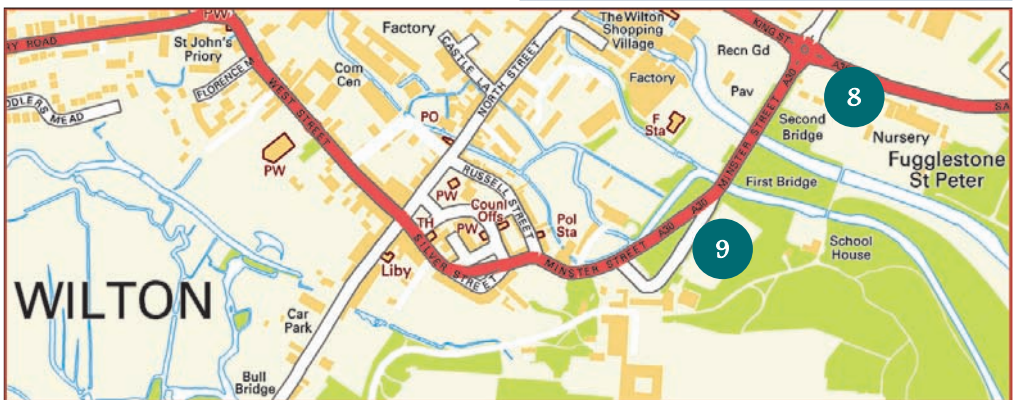 PW
RY ROAD
St John's
Priory
FLORENCE
ODLERS
MEAD
WEST STREET
PW
Factory
Com
Cen
CASTLE LA
NORTH STREET
PO
The Wilton
Shopping
Village
Factory
F
Sta
KING ST
A30
A30
SA
Recn Gd
Pav
8
Second
Bridge
Nursery
Fugglestone
St Peter
First Bridge
MINSTER STREET
A30
RUSSELL STREET
PW
Counl
Offs
PW
TH
Pol
Sta
Liby
SILVER STREET
MINSTER STREET
A30
9
School
House
WILTON
Car
Park
Bull
Bridge